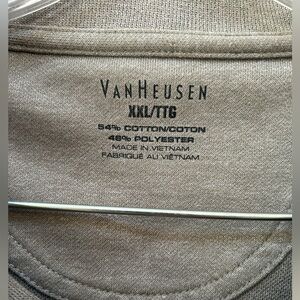 VANHEUSEN
XXL/TTG
54% COTTON/COTON
46% POLYESTER
MADE IN VIETNAM
FABRIQUÉ AU VIÊTNAM